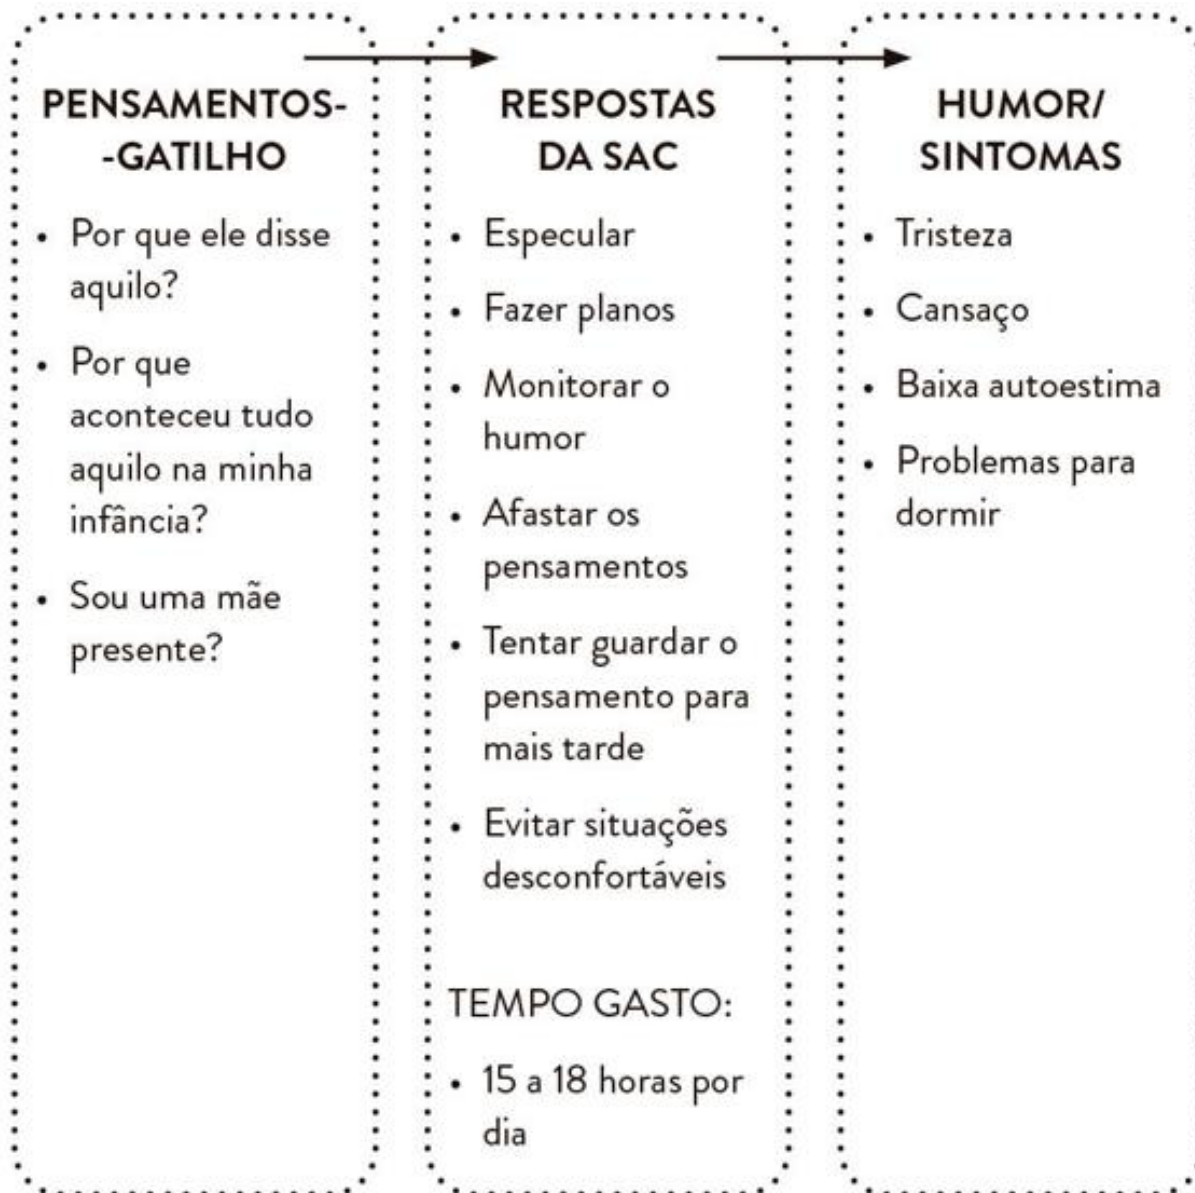 PENSAMENTOS-
-GATILHO
• Por que ele disse
aquilo?
• Por que
aconteceu tudo
aquilo na minha
infância?
• Sou uma mãe
presente?
RESPOSTAS
DA SAC
• Especular
• Fazer planos
• Monitorar o
humor
• Afastar os
pensamentos
• Tentar guardar o
pensamento para
mais tarde
• Evitar situações
desconfortáveis
TEMPO GASTO:
• 15 a 18 horas por
dia
HUMOR/
SINTOMAS
• Tristeza
• Cansaço
• Baixa autoestima
• Problemas para
dormir